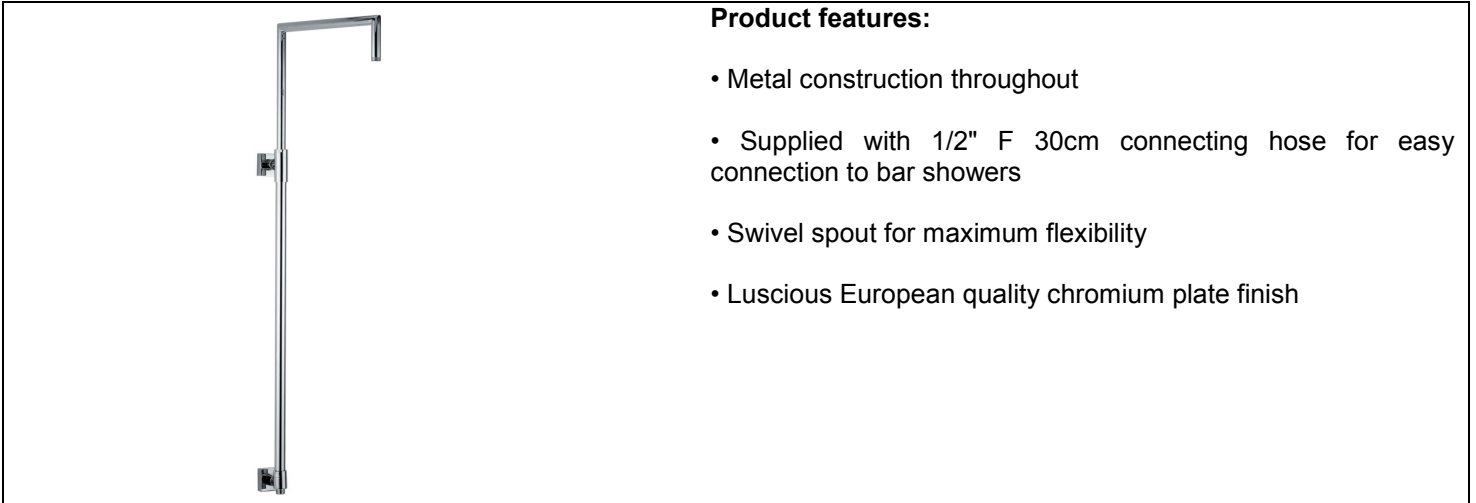 Product features:
• Metal construction throughout
• Supplied with 1/2" F 30cm connecting hose for easy
connection to bar showers
• Swivel spout for maximum flexibility
• Luscious European quality chromium plate finish